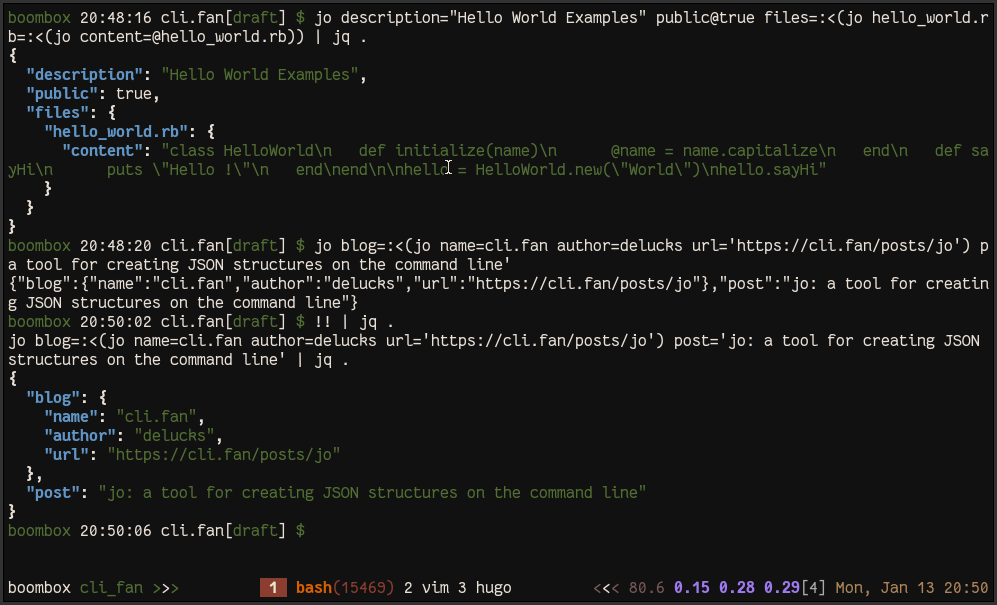 boombox 20:48:16 cli.fan[draft] $ jo description="Hello World Examples" public@true files=:<(jo hello_world.r
b=:<(jo content=@hello_world.rb)) | jq .
{
  "description": "Hello World Examples",
  "public": true,
  "files": {
    "hello_world.rb": {
      "content": "class HelloWorld\n   def initialize(name)\n      @name = name.capitalize\n   end\n   def sa
yHi\n      puts \"Hello !\"\n   end\nend\n\nhello = HelloWorld.new(\"World\")\nhello.sayHi"
    }
  }
}
boombox 20:48:20 cli.fan[draft] $ jo blog=:<(jo name=cli.fan author=delucks url='https://cli.fan/posts/jo') p
a tool for creating JSON structures on the command line'
{"blog":{"name":"cli.fan","author":"delucks","url":"https://cli.fan/posts/jo"},"post":"jo: a tool for creatin
g JSON structures on the command line"}
boombox 20:50:02 cli.fan[draft] $ !! | jq .
jo blog=:<(jo name=cli.fan author=delucks url='https://cli.fan/posts/jo') post='jo: a tool for creating JSON
structures on the command line' | jq .
{
  "blog": {
    "name": "cli.fan",
    "author": "delucks",
    "url": "https://cli.fan/posts/jo"
  },
  "post": "jo: a tool for creating JSON structures on the command line"
}
boombox 20:50:06 cli.fan[draft] $
boombox cli_fan >>> 1 bash(15469) 2 vim 3 hugo <<< 80.6 0.15 0.28 0.29[4] Mon, Jan 13 20:50